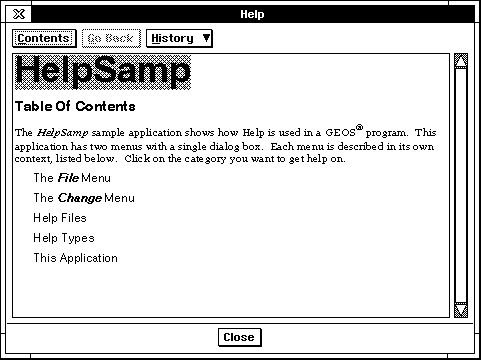 Help
Contents Go Back History
HelpSamp
Table Of Contents
The HelpSamp sample application shows how Help is used in a GEOS® program. This
application has two menus with a single dialog box. Each menu is described in its own
context, listed below. Click on the category you want to get help on.
The File Menu
The Change Menu
Help Files
Help Types
This Application
Close